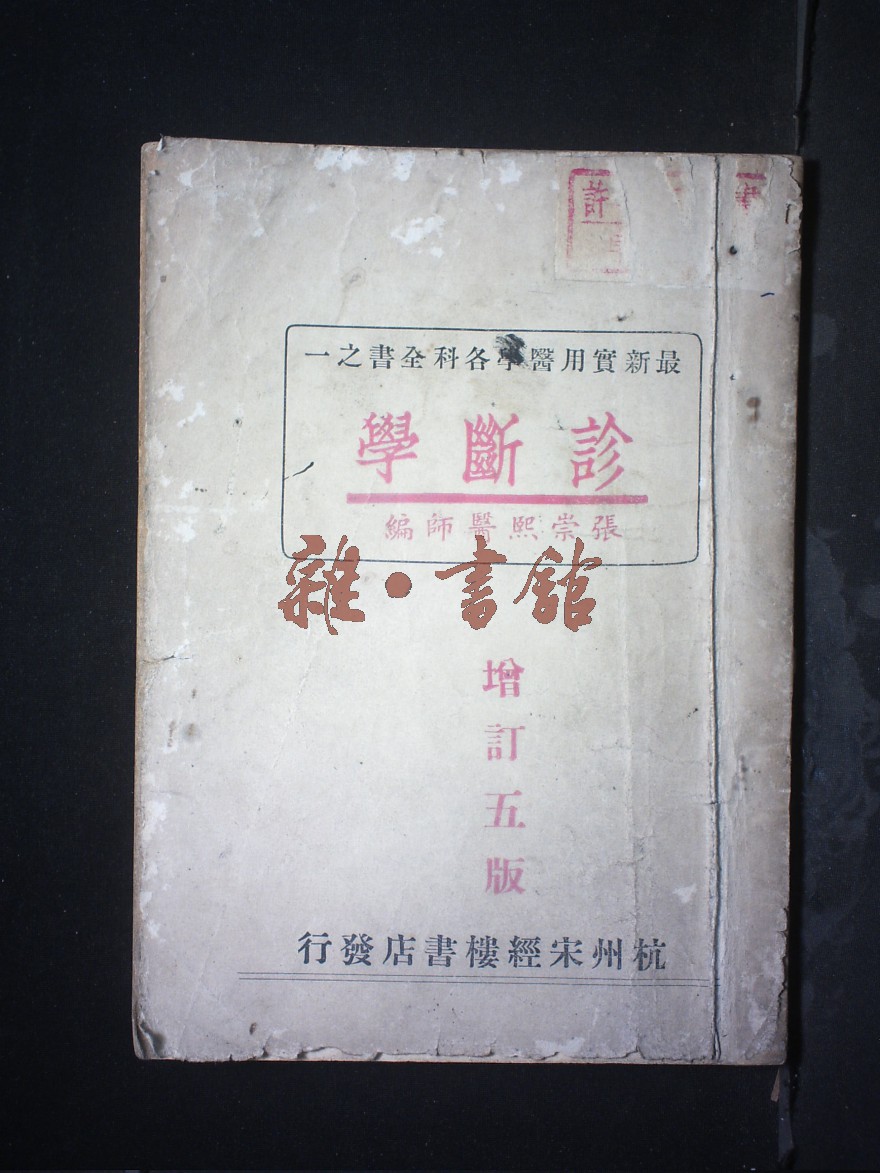 許
最新實用醫學各科全書之一
診斷學
張崇熙醫師編
雜·書館
增訂五版
杭州宋經樓書店發行